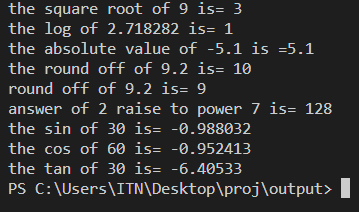 the square root of 9 is= 3
the log of 2.718282 is= 1
the absolute value of -5.1 is =5.1
the round off of 9.2 is= 10
round off of 9.2 is= 9
answer of 2 raise to power 7 is= 128
the sin of 30 is= -0.988032
the cos of 60 is= -0.952413
the tan of 30 is= -6.40533
PS C:\Users\ITN\Desktop\proj\output>